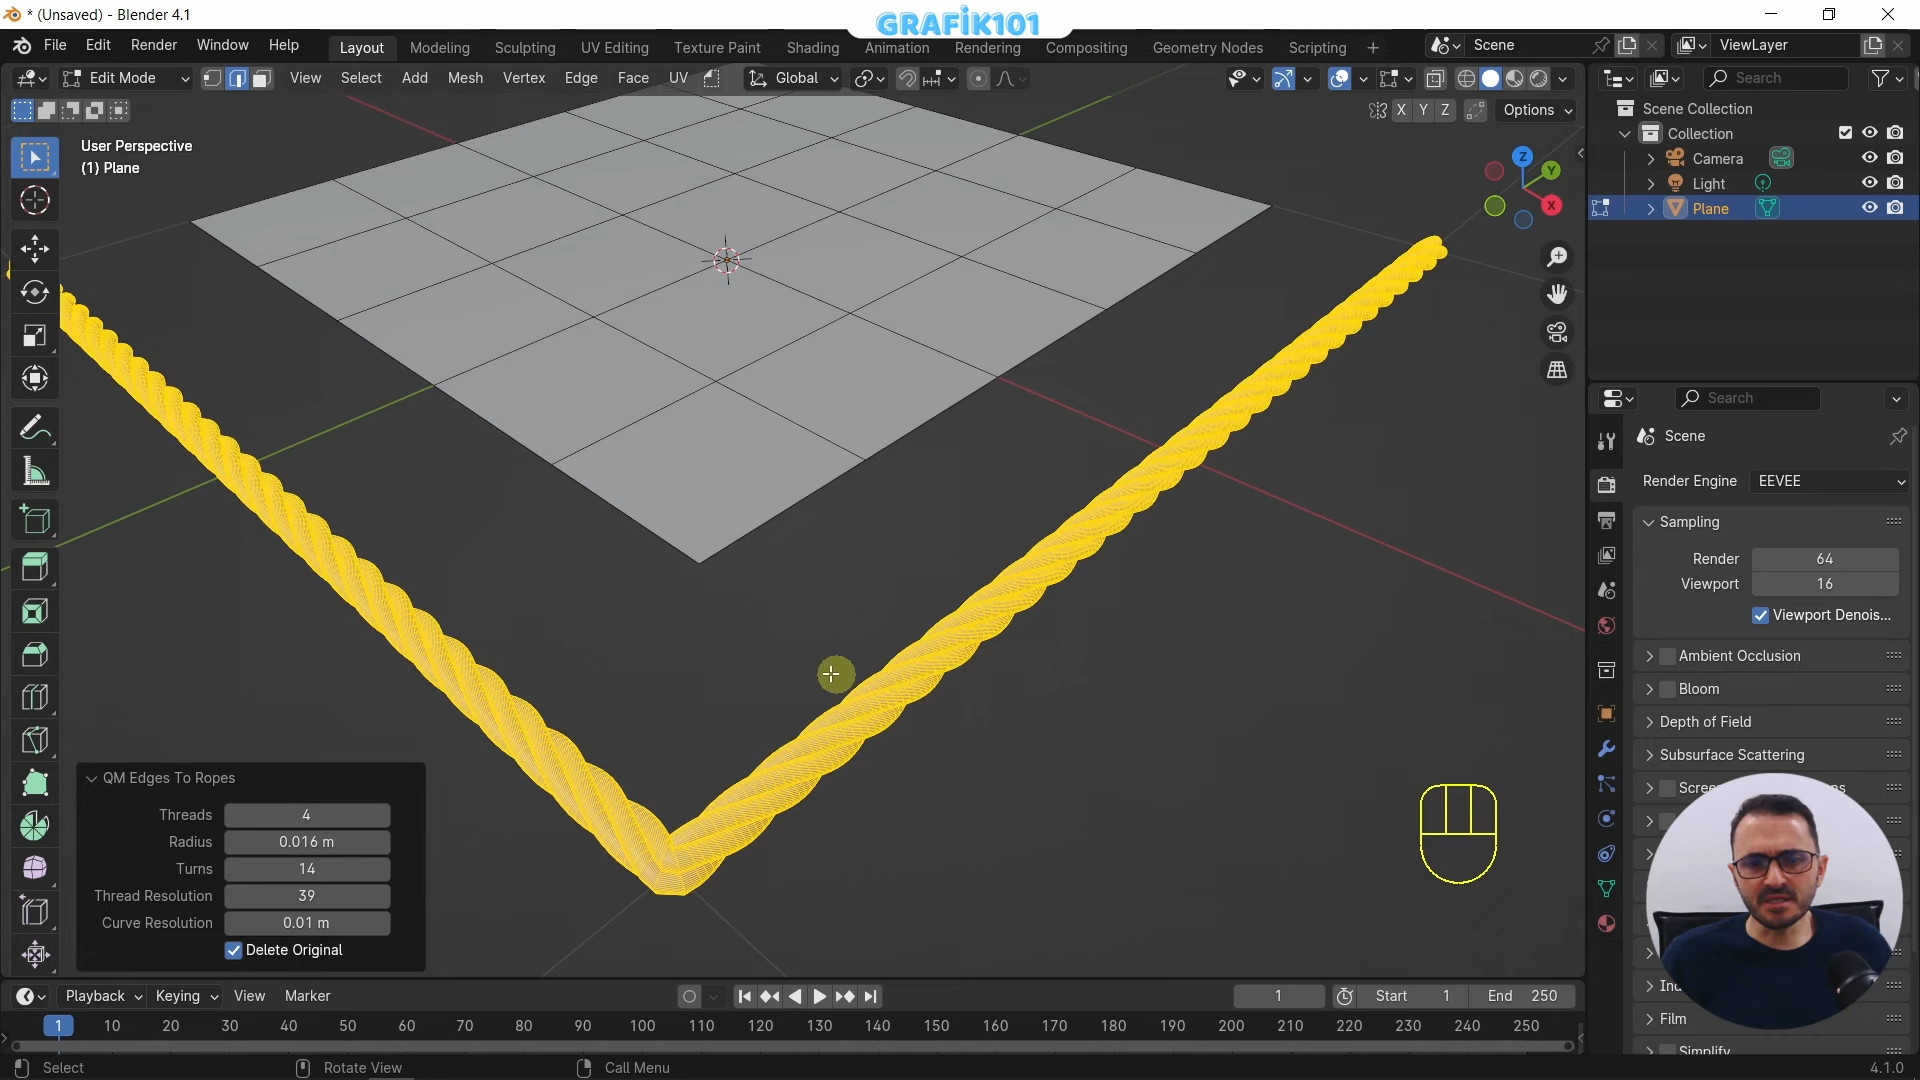 * (Unsaved) - Blender 4.1
GRAFİK101
File Edit Render Window Help
Layout Modeling Sculpting UV Editing Texture Paint Shading Animation Rendering Compositing Geometry Nodes Scripting +
Scene
ViewLayer
Edit Mode
View Select Add Mesh Vertex Edge Face UV
Global
Search
X Y Z
Options
User Perspective
(1) Plane
Z
Y
X
Scene Collection
Collection
Camera
Light
Plane
Search
Scene
Render Engine EEVEE
Sampling
Render 64
Viewport 16
Viewport Denois...
Ambient Occlusion
Bloom
Depth of Field
Subsurface Scattering
Film
QM Edges To Ropes
Threads 4
Radius 0.016 m
Turns 14
Thread Resolution 39
Curve Resolution 0.01 m
Delete Original
Playback Keying View Marker
1
Start 1
End 250
1 10 20 30 40 50 60 70 80 90 100 110 120 130 140 150 160 170 180 190 200 210 220 230 240 250
Select
Rotate View
Call Menu
4.1.0